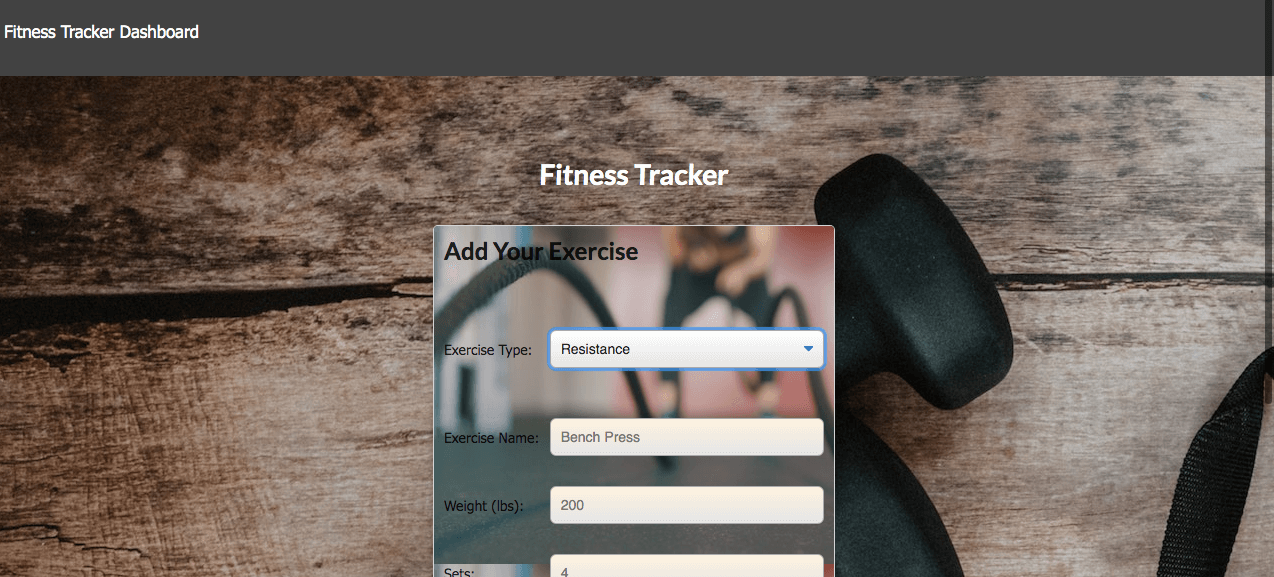 Fitness Tracker Dashboard
Fitness Tracker
Add Your Exercise
Exercise Type: Resistance
Exercise Name: Bench Press
Weight (lbs): 200
Sets: 4